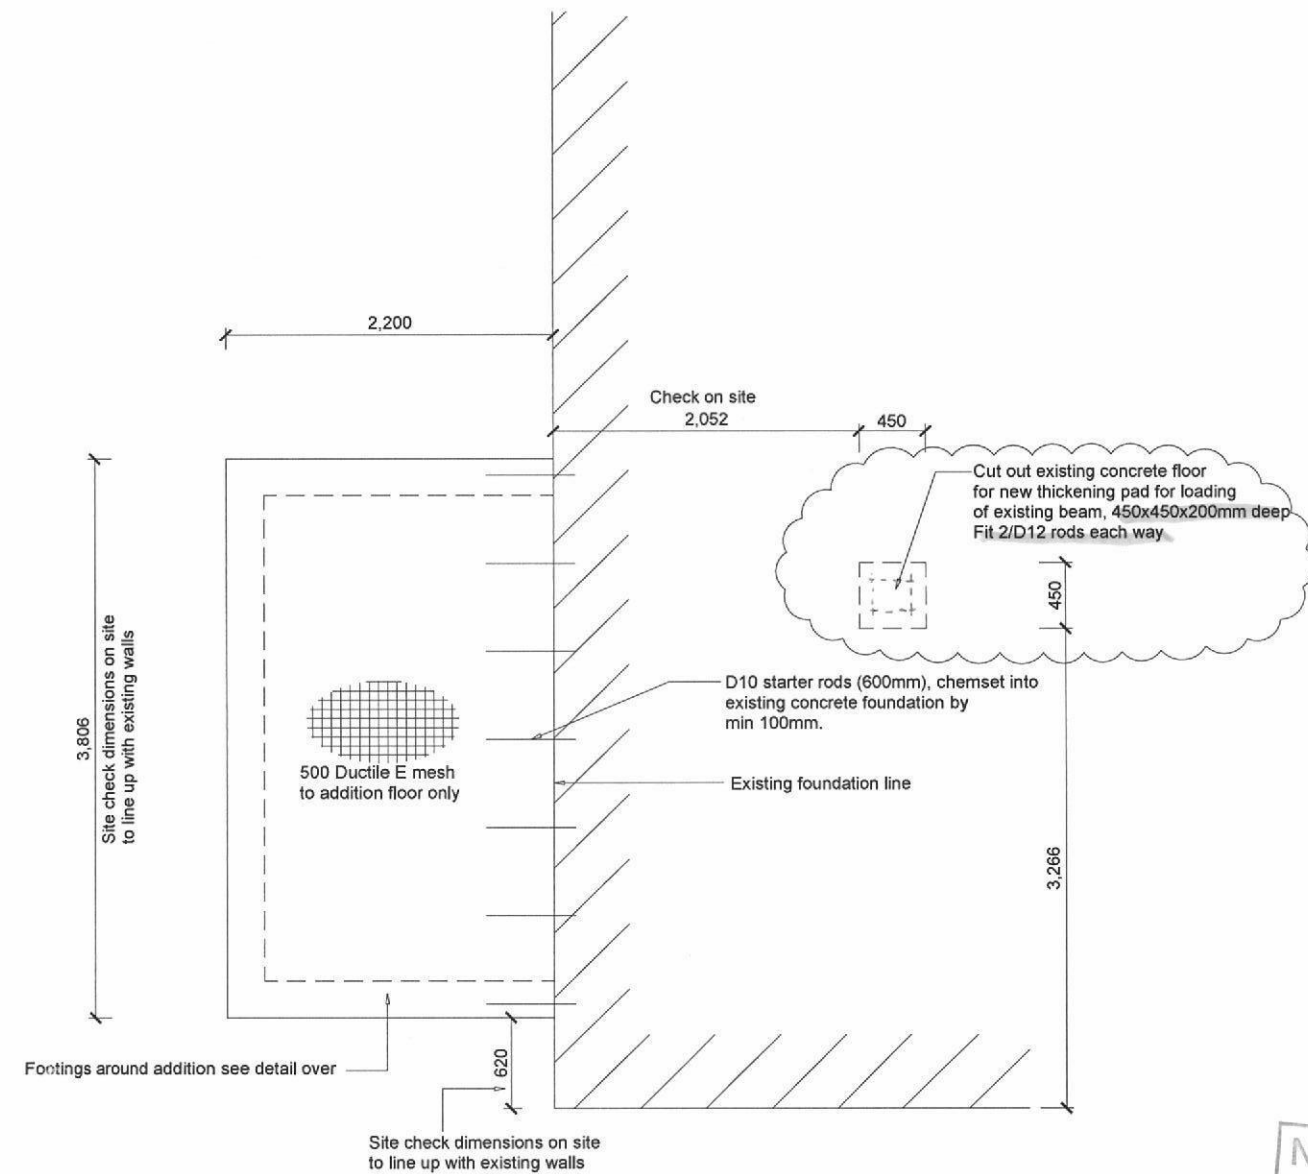 2,200
Check on site
2,052
450
Cut out existing concrete floor
for new thickening pad for loading
of existing beam, 450x450x200mm deep
Fit 2/D12 rods each way
450
D10 starter rods (600mm), chemset into
existing concrete foundation by
min 100mm.
3,806
Site check dimensions on site
to line up with existing walls
500 Ductile E mesh
to addition floor only
Existing foundation line
3,266
620
Footings around addition see detail over
Site check dimensions on site
to line up with existing walls